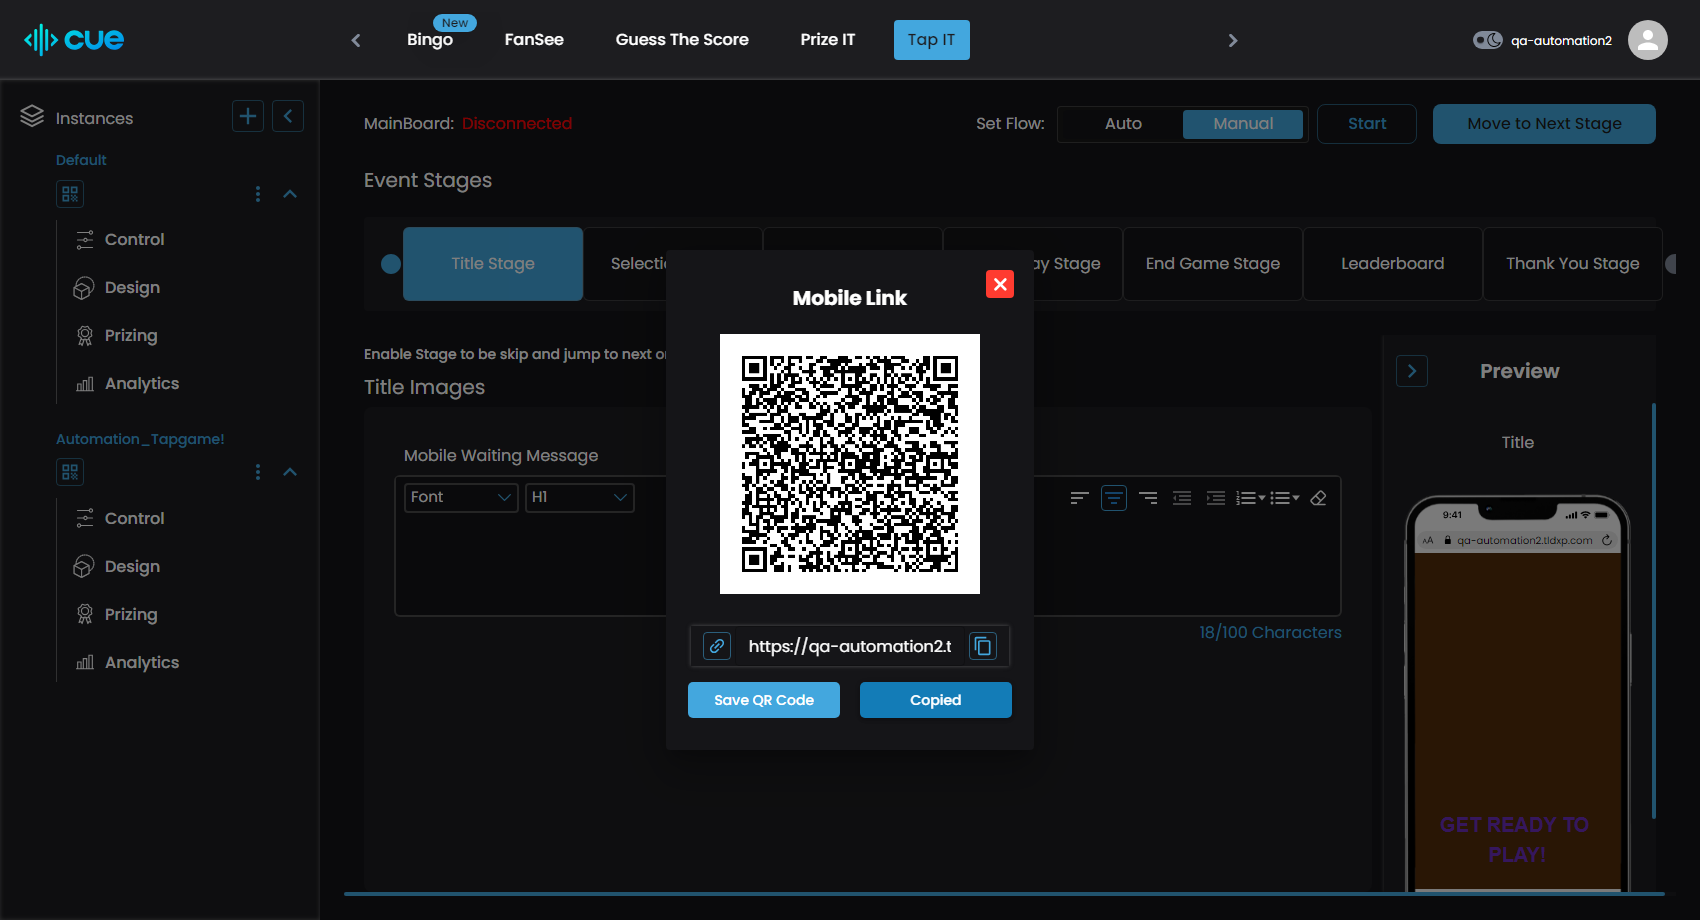 cue
New
Bingo
FanSee
Guess The Score
Prize IT
Tap IT
qa-automation2
Instances
Default
Control
Design
Prizing
Analytics
Automation_Tapgame!
Control
Design
Prizing
Analytics
MainBoard: Disconnected
Set Flow:
Auto
Manual
Start
Move to Next Stage
Event Stages
Title Stage
Selectio
ay Stage
End Game Stage
Leaderboard
Thank You Stage
Enable Stage to be skip and jump to next o
Title Images
Mobile Waiting Message
Font
H1
18/100 Characters
Mobile Link
https://qa-automation2.t
Save QR Code
Copied
Preview
Title
9:41
AA qa-automation2.tldxp.com
GET READY TO
PLAY!